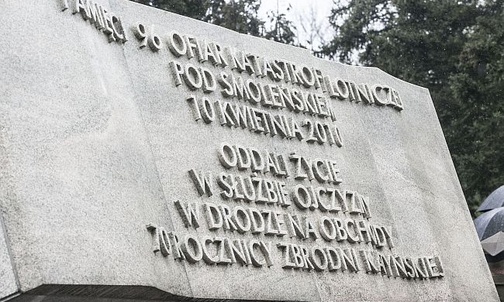 PAMIĘCI 96 OFIAR KATASTROFY LOTNICZEJ
POD SMOLEŃSKIEM
10 KWIETNIA 2010
ODDALI ŻYCIE
W SŁUŻBIE OJCZYZNY
W DRODZE NA OBCHODY
70 ROCZNICY ZBRODNI KATYŃSKIEJ